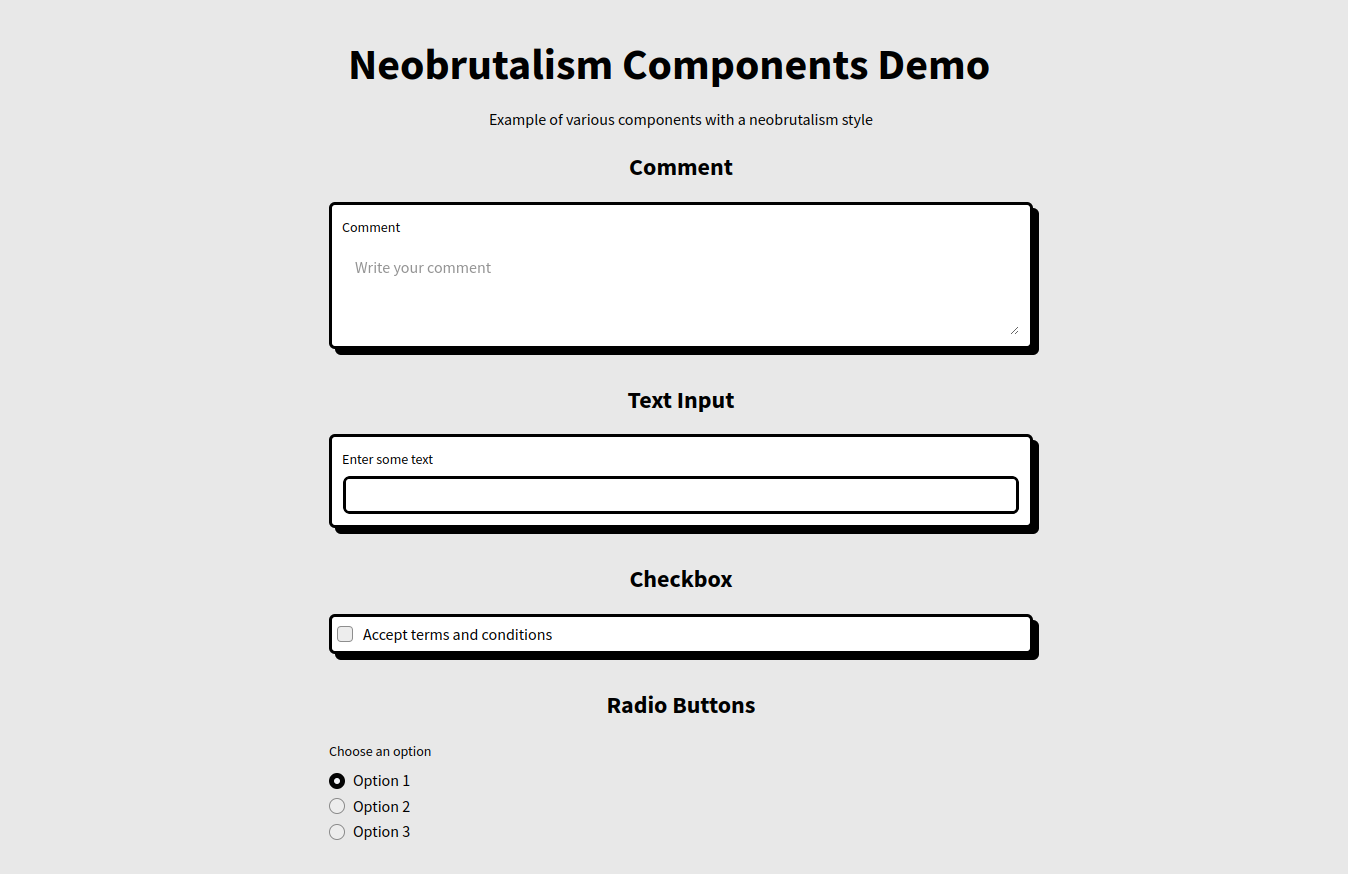 Neobrutalism Components Demo
Example of various components with a neobrutalism style
Comment
Comment
Write your comment
Text Input
Enter some text
Checkbox
Accept terms and conditions
Radio Buttons
Choose an option
Option 1
Option 2
Option 3